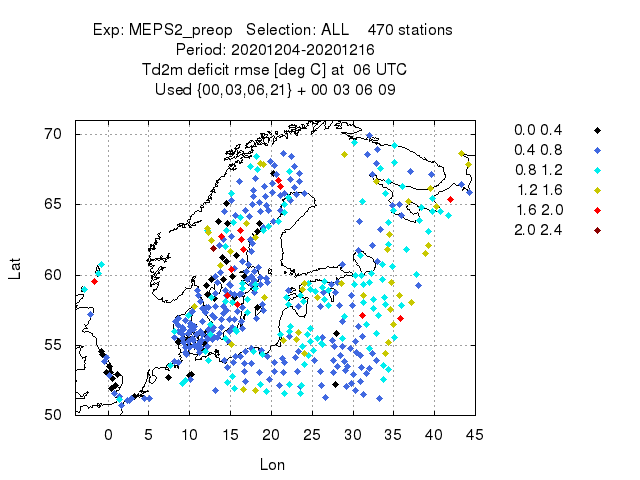 Exp: MEPS2_preop   Selection: ALL    470 stations
Period: 20201204-20201216
Td2m deficit rmse [deg C] at  06 UTC
Used {00,03,06,21} + 00 03 06 09
70
65
60
55
50
0 5 10 15 20 25 30 35 40 45
Lat
Lon
0.0 0.4
0.4 0.8
0.8 1.2
1.2 1.6
1.6 2.0
2.0 2.4